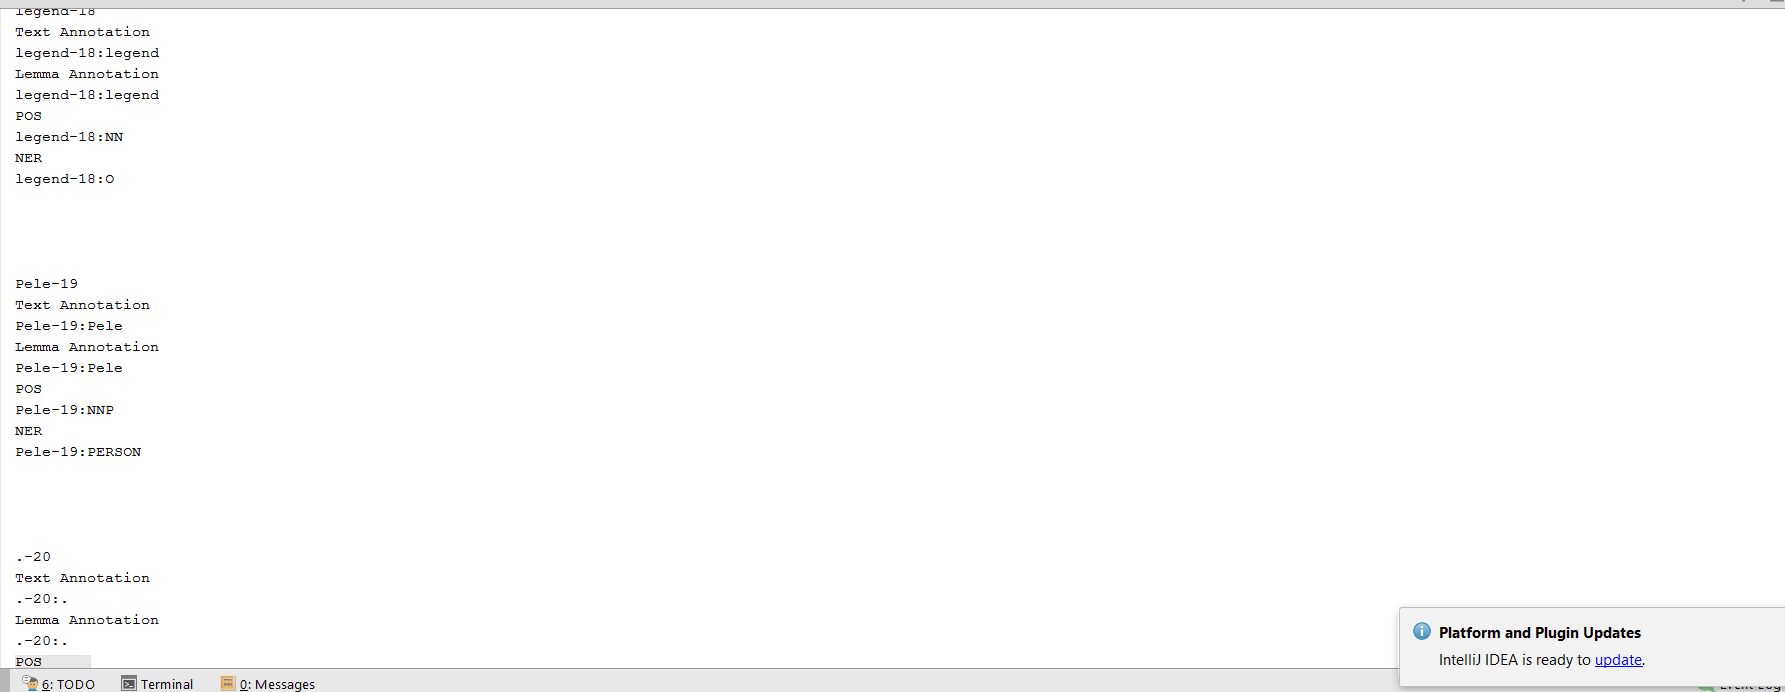 legend-18
Text Annotation
legend-18:legend
Lemma Annotation
legend-18:legend
POS
legend-18:NN
NER
legend-18:O
Pele-19
Text Annotation
Pele-19:Pele
Lemma Annotation
Pele-19:Pele
POS
Pele-19:NNP
NER
Pele-19:PERSON
.-20
Text Annotation
.-20:.
Lemma Annotation
.-20:.
POS
Platform and Plugin Updates
IntelliJ IDEA is ready to update.
6: TODO Terminal 0: Messages Event Log